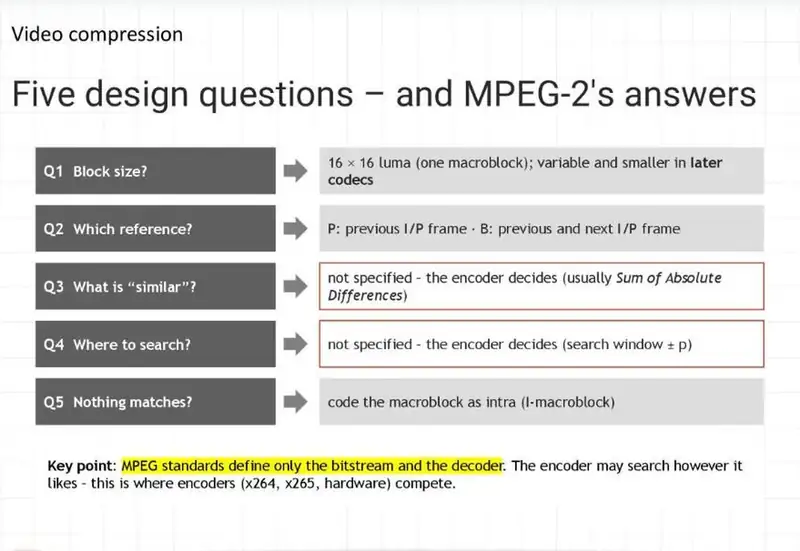 Video compression
Five design questions – and MPEG-2's answers
Q1 Block size?
16 × 16 luma (one macroblock); variable and smaller in later
codecs
Q2 Which reference?
P: previous I/P frame · B: previous and next I/P frame
Q3 What is “similar”?
not specified - the encoder decides (usually Sum of Absolute
Differences)
Q4 Where to search?
not specified - the encoder decides (search window ± p)
Q5 Nothing matches?
code the macroblock as intra (I-macroblock)
Key point: MPEG standards define only the bitstream and the decoder. The encoder may search however it
likes - this is where encoders (x264, x265, hardware) compete.